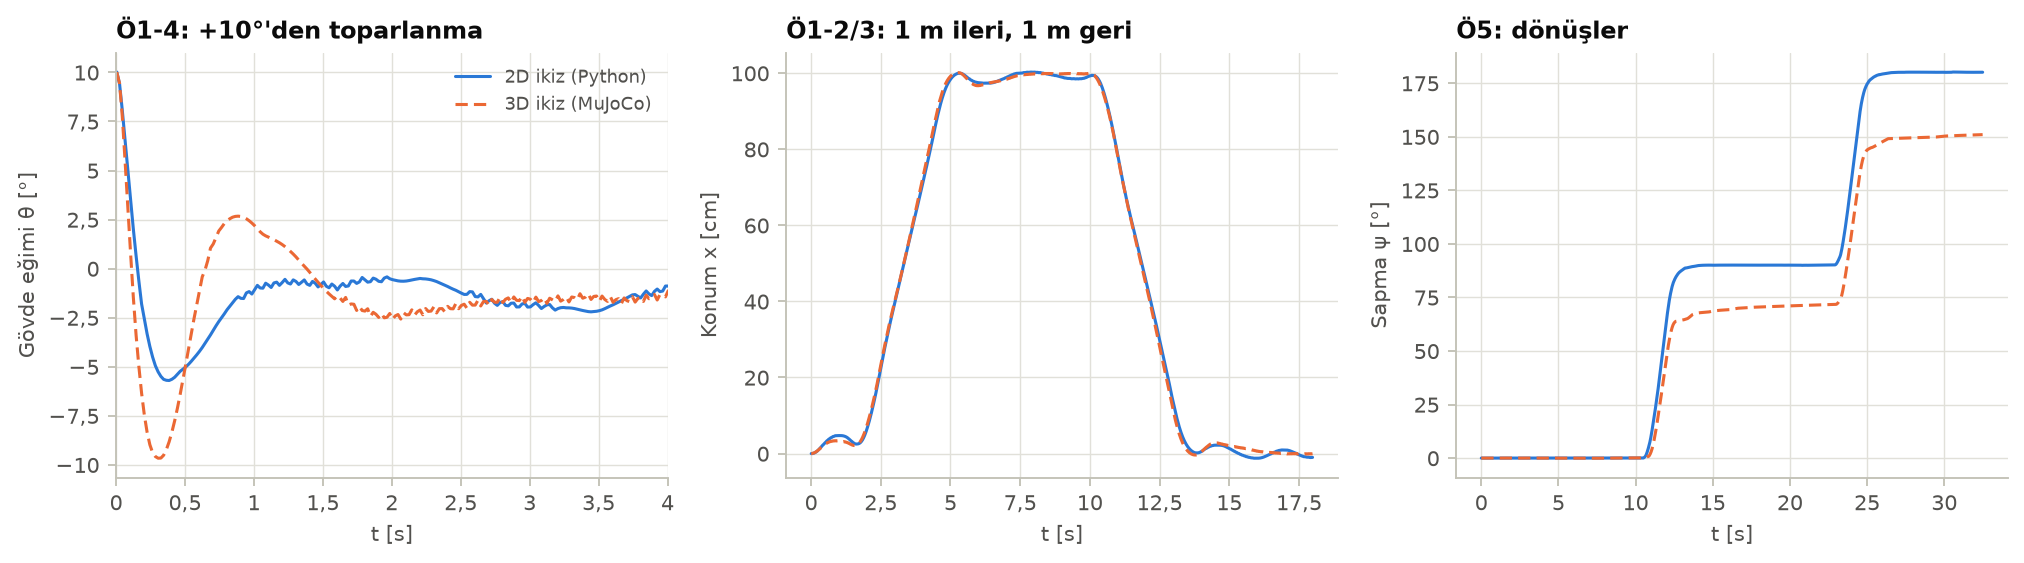 Ö1-4: +10°'den toparlanma
2D ikiz (Python)
3D ikiz (MuJoCo)
Gövde eğimi θ [°]
10
7,5
5
2,5
0
−2,5
−5
−7,5
−10
0 0,5 1 1,5 2 2,5 3 3,5 4
t [s]
Ö1-2/3: 1 m ileri, 1 m geri
Konum x [cm]
100
80
60
40
20
0
0 2,5 5 7,5 10 12,5 15 17,5
t [s]
Ö5: dönüşler
Sapma ψ [°]
175
150
125
100
75
50
25
0
0 5 10 15 20 25 30
t [s]